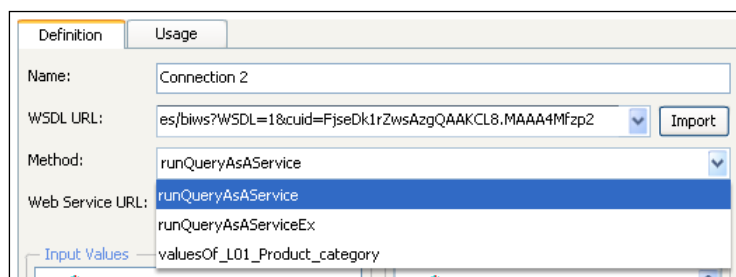 Definition Usage
Name: Connection 2
WSDL URL: es/biws?WSDL=1&cuid=FjseDk1rZwsAzgQAAKCL8.MAAA4Mfzp2 Import
Method: runQueryAsAService
Web Service URL: runQueryAsAService
runQueryAsAServiceEx
Input Values valuesOf_L01_Product_category